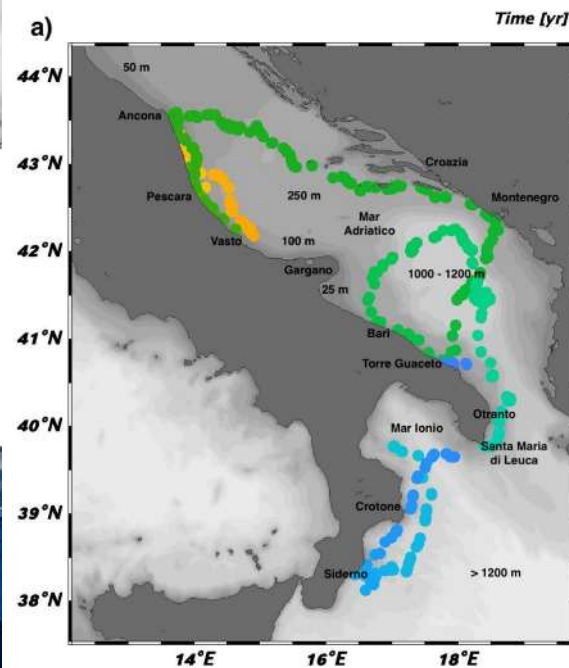 a)
Time [yr]
44°N
43°N
42°N
41°N
40°N
39°N
38°N
50 m
Ancona
Croazia
Pescara
250 m
Montenegro
Mar
Adriatico
Vasto
100 m
Gargano
1000 - 1200 m
25 m
Bari
Torre Guaceto
Otranto
Mar Ionio
Santa Maria
di Leuca
Crotone
Siderno
> 1200 m
14°E
16°E
18°E